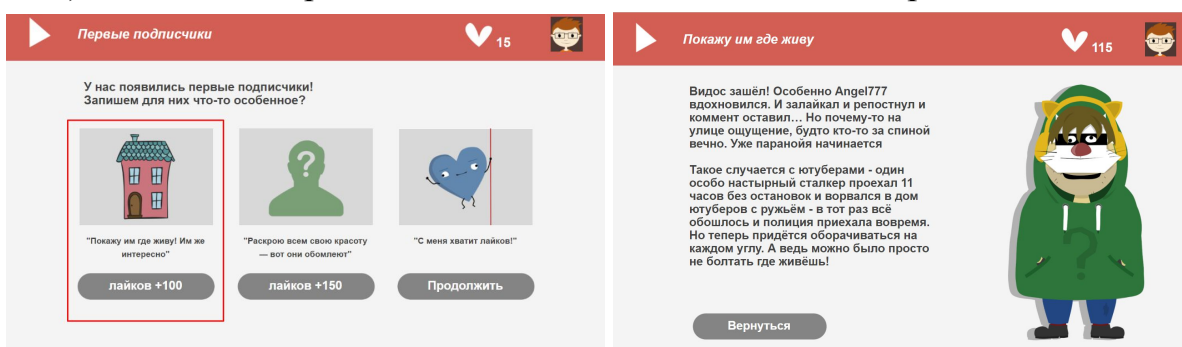 Первые подписчики
15
У нас появились первые подписчики!
Запишем для них что-то особенное?
?
"Покажу им где живу! Им же
интересно"
лайков +100
"Раскрою всем свою красоту
— вот они обомлеют"
лайков +150
"С меня хватит лайков!"
Продолжить
Покажу им где живу
115
Видос зашёл! Особенно Angel777
вдохновился. И залайкал и репостнул и
коммент оставил... Но почему-то на
улице ощущение, будто кто-то за спиной
вечно. Уже паранойя начинается
Такое случается с ютуберами - один
особо настырный сталкер проехал 11
часов без остановок и ворвался в дом
ютуберов с ружьём - в тот раз всё
обошлось и полиция приехала вовремя.
Но теперь придётся оборачиваться на
каждом углу. А ведь можно было просто
не болтать где живёшь!
?
Вернуться